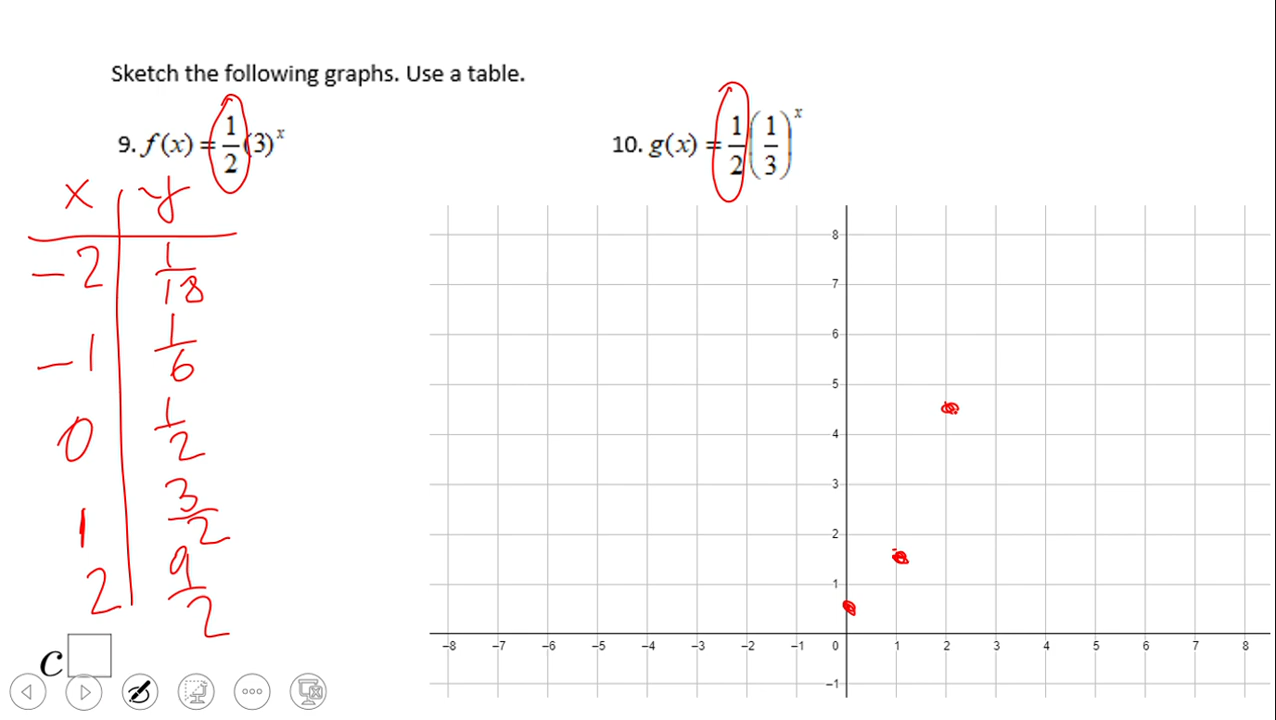 Sketch the following graphs. Use a table.
9. f(x) = 1/2 (3)^x
10. g(x) = 1/2 (1/3)^x
x y
-2 1/18
-1 1/6
0 1/2
1 3/2
2 9/2
c
8
7
6
5
4
3
2
1
-8 -7 -6 -5 -4 -3 -2 -1 0 1 2 3 4 5 6 7 8
-1